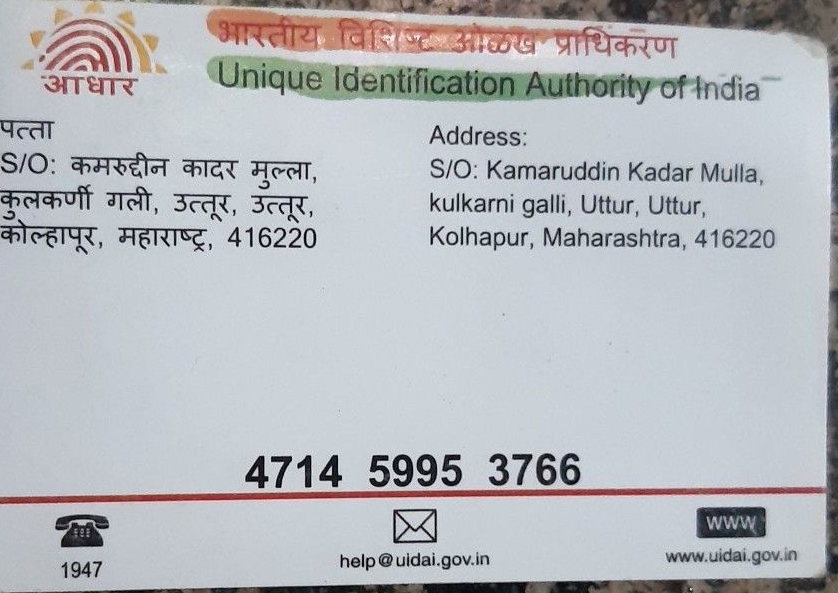 भारतीय विशिष्ट ओळख प्राधिकरण
Unique Identification Authority of India
आधार
पत्ता
S/O: कमरुद्दीन कादर मुल्ला,
कुलकर्णी गली, उत्तूर, उत्तूर,
कोल्हापूर, महाराष्ट्र, 416220
Address:
S/O: Kamaruddin Kadar Mulla,
kulkarni galli, Uttur, Uttur,
Kolhapur, Maharashtra, 416220
4714 5995 3766
1947
help@uidai.gov.in
www
www.uidai.gov.in